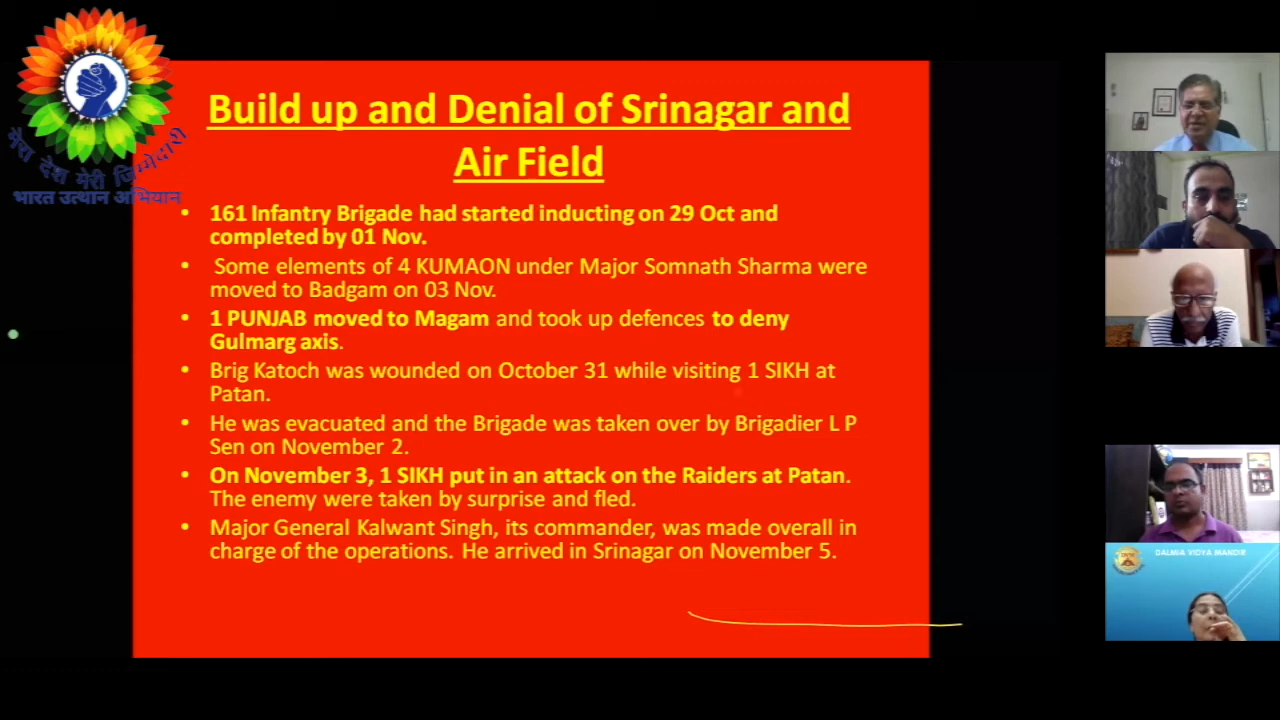 मेरा देश मेरी जिम्मेदारी
भारत उत्थान अभियान
Build up and Denial of Srinagar and
Air Field
• 161 Infantry Brigade had started inducting on 29 Oct and
completed by 01 Nov.
• Some elements of 4 KUMAON under Major Somnath Sharma were
moved to Badgam on 03 Nov.
• 1 PUNJAB moved to Magam and took up defences to deny
Gulmarg axis.
• Brig Katoch was wounded on October 31 while visiting 1 SIKH at
Patan.
• He was evacuated and the Brigade was taken over by Brigadier L P
Sen on November 2.
• On November 3, 1 SIKH put in an attack on the Raiders at Patan.
The enemy were taken by surprise and fled.
• Major General Kalwant Singh, its commander, was made overall in
charge of the operations. He arrived in Srinagar on November 5.
DALMIA VIDYA MANDIR